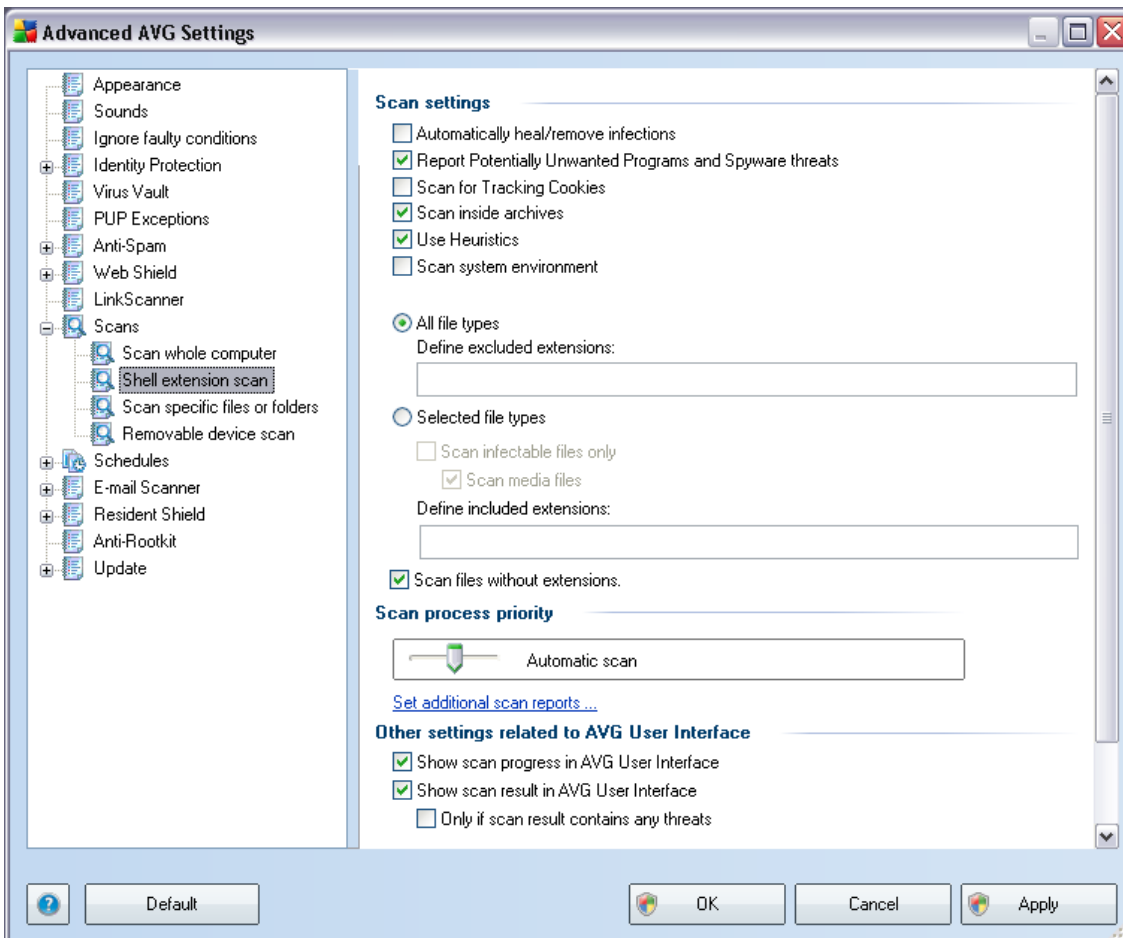 Advanced AVG Settings
Appearance
Sounds
Ignore faulty conditions
Identity Protection
Virus Vault
PUP Exceptions
Anti-Spam
Web Shield
LinkScanner
Scans
Scan whole computer
Shell extension scan
Scan specific files or folders
Removable device scan
Schedules
E-mail Scanner
Resident Shield
Anti-Rootkit
Update
Scan settings
Automatically heal/remove infections
Report Potentially Unwanted Programs and Spyware threats
Scan for Tracking Cookies
Scan inside archives
Use Heuristics
Scan system environment
All file types
Define excluded extensions:
Selected file types
Scan infectable files only
Scan media files
Define included extensions:
Scan files without extensions.
Scan process priority
Automatic scan
Set additional scan reports ...
Other settings related to AVG User Interface
Show scan progress in AVG User Interface
Show scan result in AVG User Interface
Only if scan result contains any threats
Default
OK
Cancel
Apply